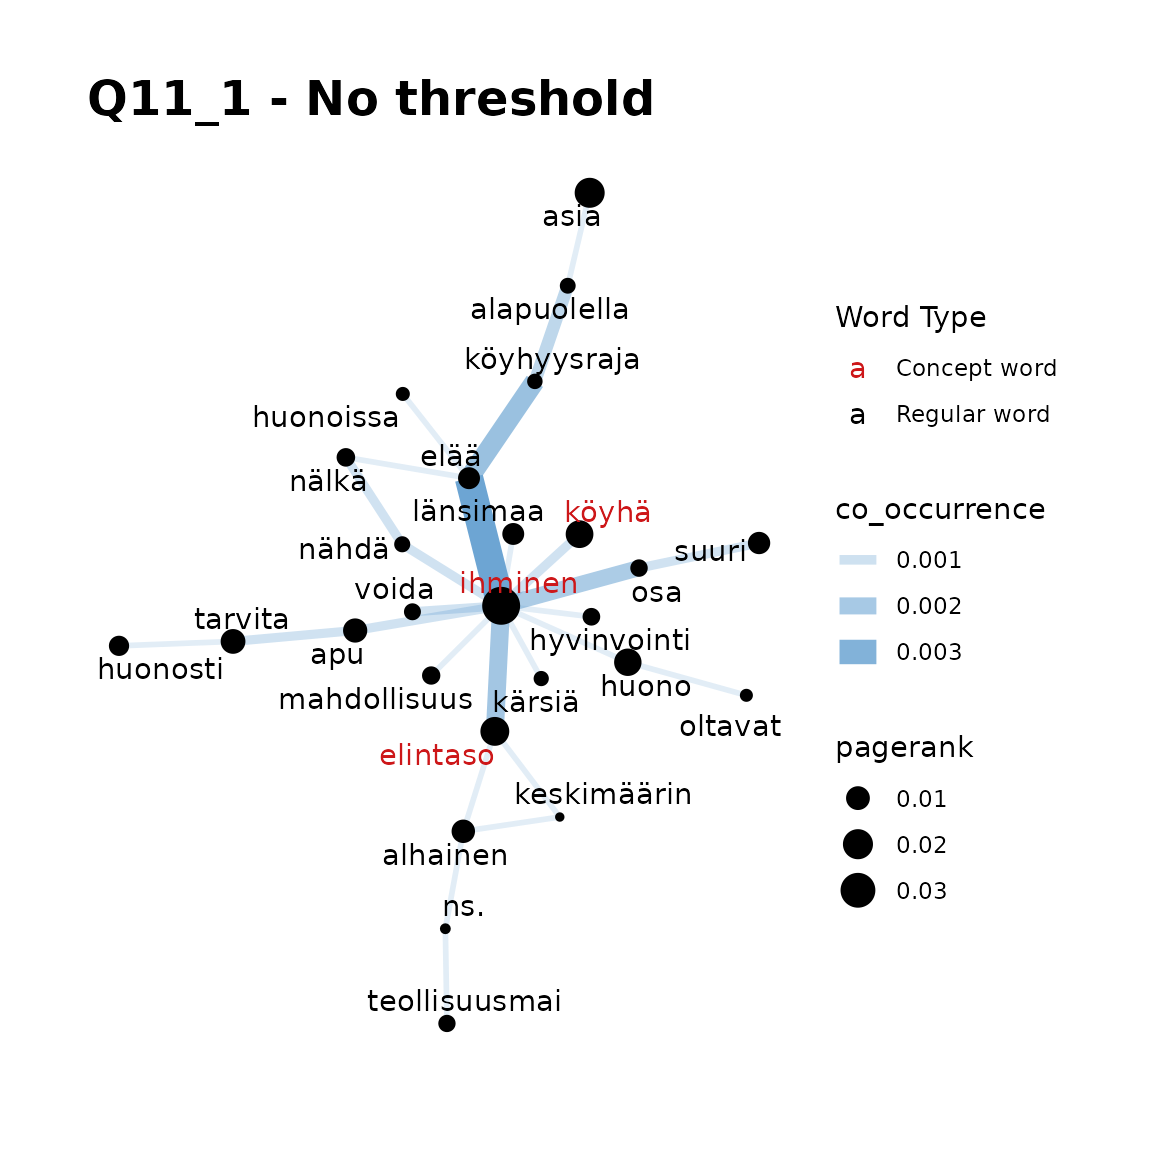 Q11_1 - No threshold
asia
alapuolella
köyhyysraja
huonoissa
elää
nälkä
länsimaa
köyhä
nähdä
suuri
ihminen
voida
osa
tarvita
hyvinvointi
apu
huonosti
huono
mahdollisuus
kärsiä
oltavat
elintaso
keskimäärin
alhainen
ns.
teollisuusmai
Word Type
a Concept word
a Regular word
co_occurrence
0.001
0.002
0.003
pagerank
0.01
0.02
0.03